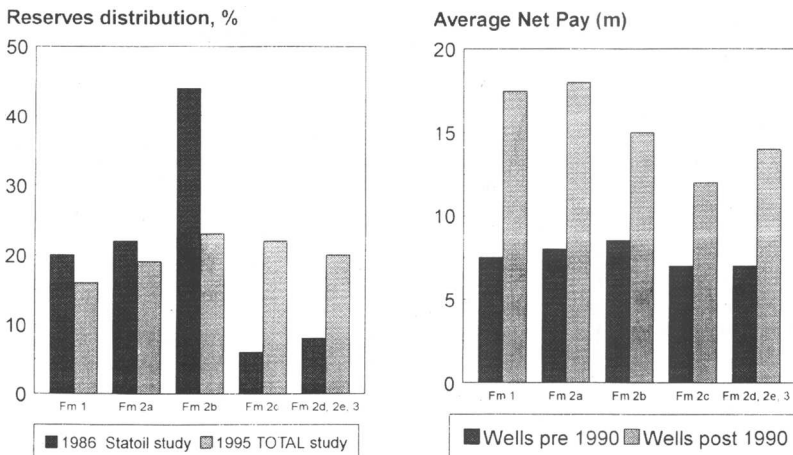 Reserves distribution, %
50
40
30
20
10
0
Fm 1 Fm 2a Fm 2b Fm 2c Fm 2d, 2e, 3
1986 Statoil study 1995 TOTAL study
Average Net Pay (m)
20
15
10
5
0
Fm 1 Fm 2a Fm 2b Fm 2c Fm 2d, 2e, 3
Wells pre 1990 Wells post 1990